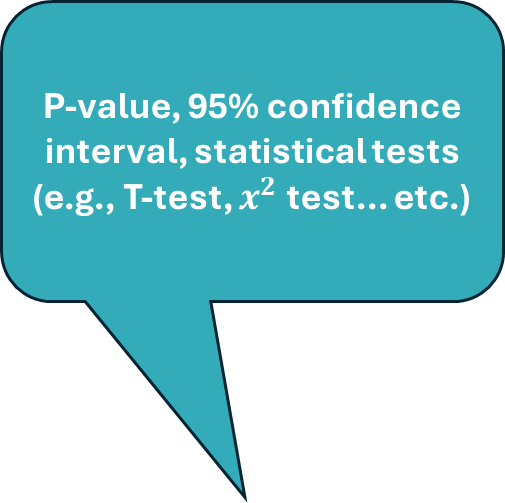 P-value, 95% confidence
interval, statistical tests
(e.g., T-test, x² test... etc.)